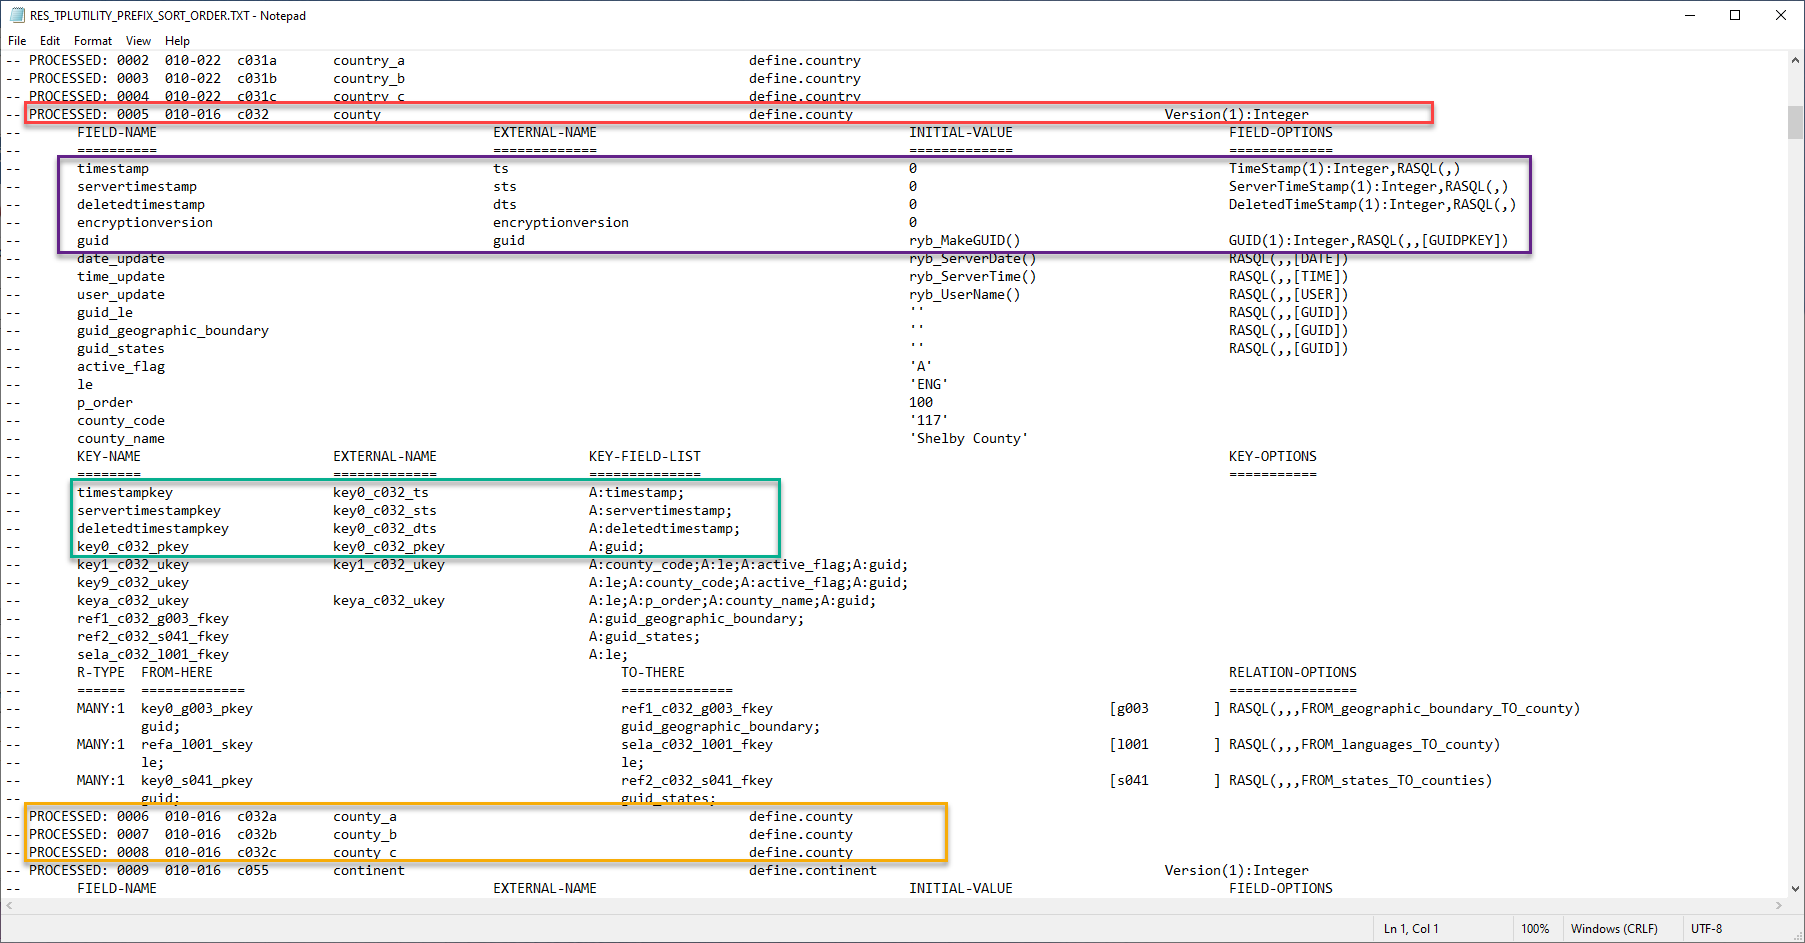 RES_TPLUTILITY_PREFIX_SORT_ORDER.TXT - Notepad
File Edit Format View Help
-- PROCESSED: 0002 010-022 c031a country_a define.country
-- PROCESSED: 0003 010-022 c031b country_b define.country
-- PROCESSED: 0004 010-022 c031c country_c define.country
-- PROCESSED: 0005 010-016 c032 county define.county Version(1):Integer
-- FIELD-NAME EXTERNAL-NAME INITIAL-VALUE FIELD-OPTIONS
-- ========== ============= ============= =============
-- timestamp ts 0 TimeStamp(1):Integer,RASQL(,)
-- servertimestamp sts 0 ServerTimeStamp(1):Integer,RASQL(,)
-- deletedtimestamp dts 0 DeletedTimeStamp(1):Integer,RASQL(,)
-- encryptionversion encryptionversion 0
-- guid guid ryb_MakeGUID() GUID(1):Integer,RASQL(,,[GUIDPKEY])
-- date_update ryb_ServerDate() RASQL(,,[DATE])
-- time_update ryb_ServerTime() RASQL(,,[TIME])
-- user_update ryb_UserName() RASQL(,,[USER])
-- guid_le '' RASQL(,,[GUID])
-- guid_geographic_boundary '' RASQL(,,[GUID])
-- guid_states '' RASQL(,,[GUID])
-- active_flag 'A'
-- le 'ENG'
-- p_order 100
-- county_code '117'
-- county_name 'Shelby County'
-- KEY-NAME EXTERNAL-NAME KEY-FIELD-LIST KEY-OPTIONS
-- ======== ============= ============== ===========
-- timestampkey key0_c032_ts A:timestamp;
-- servertimestampkey key0_c032_sts A:servertimestamp;
-- deletedtimestampkey key0_c032_dts A:deletedtimestamp;
-- key0_c032_pkey key0_c032_pkey A:guid;
-- key1_c032_ukey key1_c032_ukey A:county_code;A:le;A:active_flag;A:guid;
-- key9_c032_ukey A:le;A:county_code;A:active_flag;A:guid;
-- keya_c032_ukey keya_c032_ukey A:le;A:p_order;A:county_name;A:guid;
-- ref1_c032_g003_fkey A:guid_geographic_boundary;
-- ref2_c032_s041_fkey A:guid_states;
-- sela_c032_l001_fkey A:le;
-- R-TYPE FROM-HERE TO-THERE RELATION-OPTIONS
-- ====== ============= ============== ================
-- MANY:1 key0_g003_pkey ref1_c032_g003_fkey [g003 ] RASQL(,,,FROM_geographic_boundary_TO_county)
-- guid; guid_geographic_boundary;
-- MANY:1 refa_l001_skey sela_c032_l001_fkey [l001 ] RASQL(,,,FROM_languages_TO_county)
-- le; le;
-- MANY:1 key0_s041_pkey ref2_c032_s041_fkey [s041 ] RASQL(,,,FROM_states_TO_counties)
-- guid; guid_states;
-- PROCESSED: 0006 010-016 c032a county_a define.county
-- PROCESSED: 0007 010-016 c032b county_b define.county
-- PROCESSED: 0008 010-016 c032c county_c define.county
-- PROCESSED: 0009 010-016 c055 continent define.continent Version(1):Integer
-- FIELD-NAME EXTERNAL-NAME INITIAL-VALUE FIELD-OPTIONS
Ln 1, Col 1 100% Windows (CRLF) UTF-8